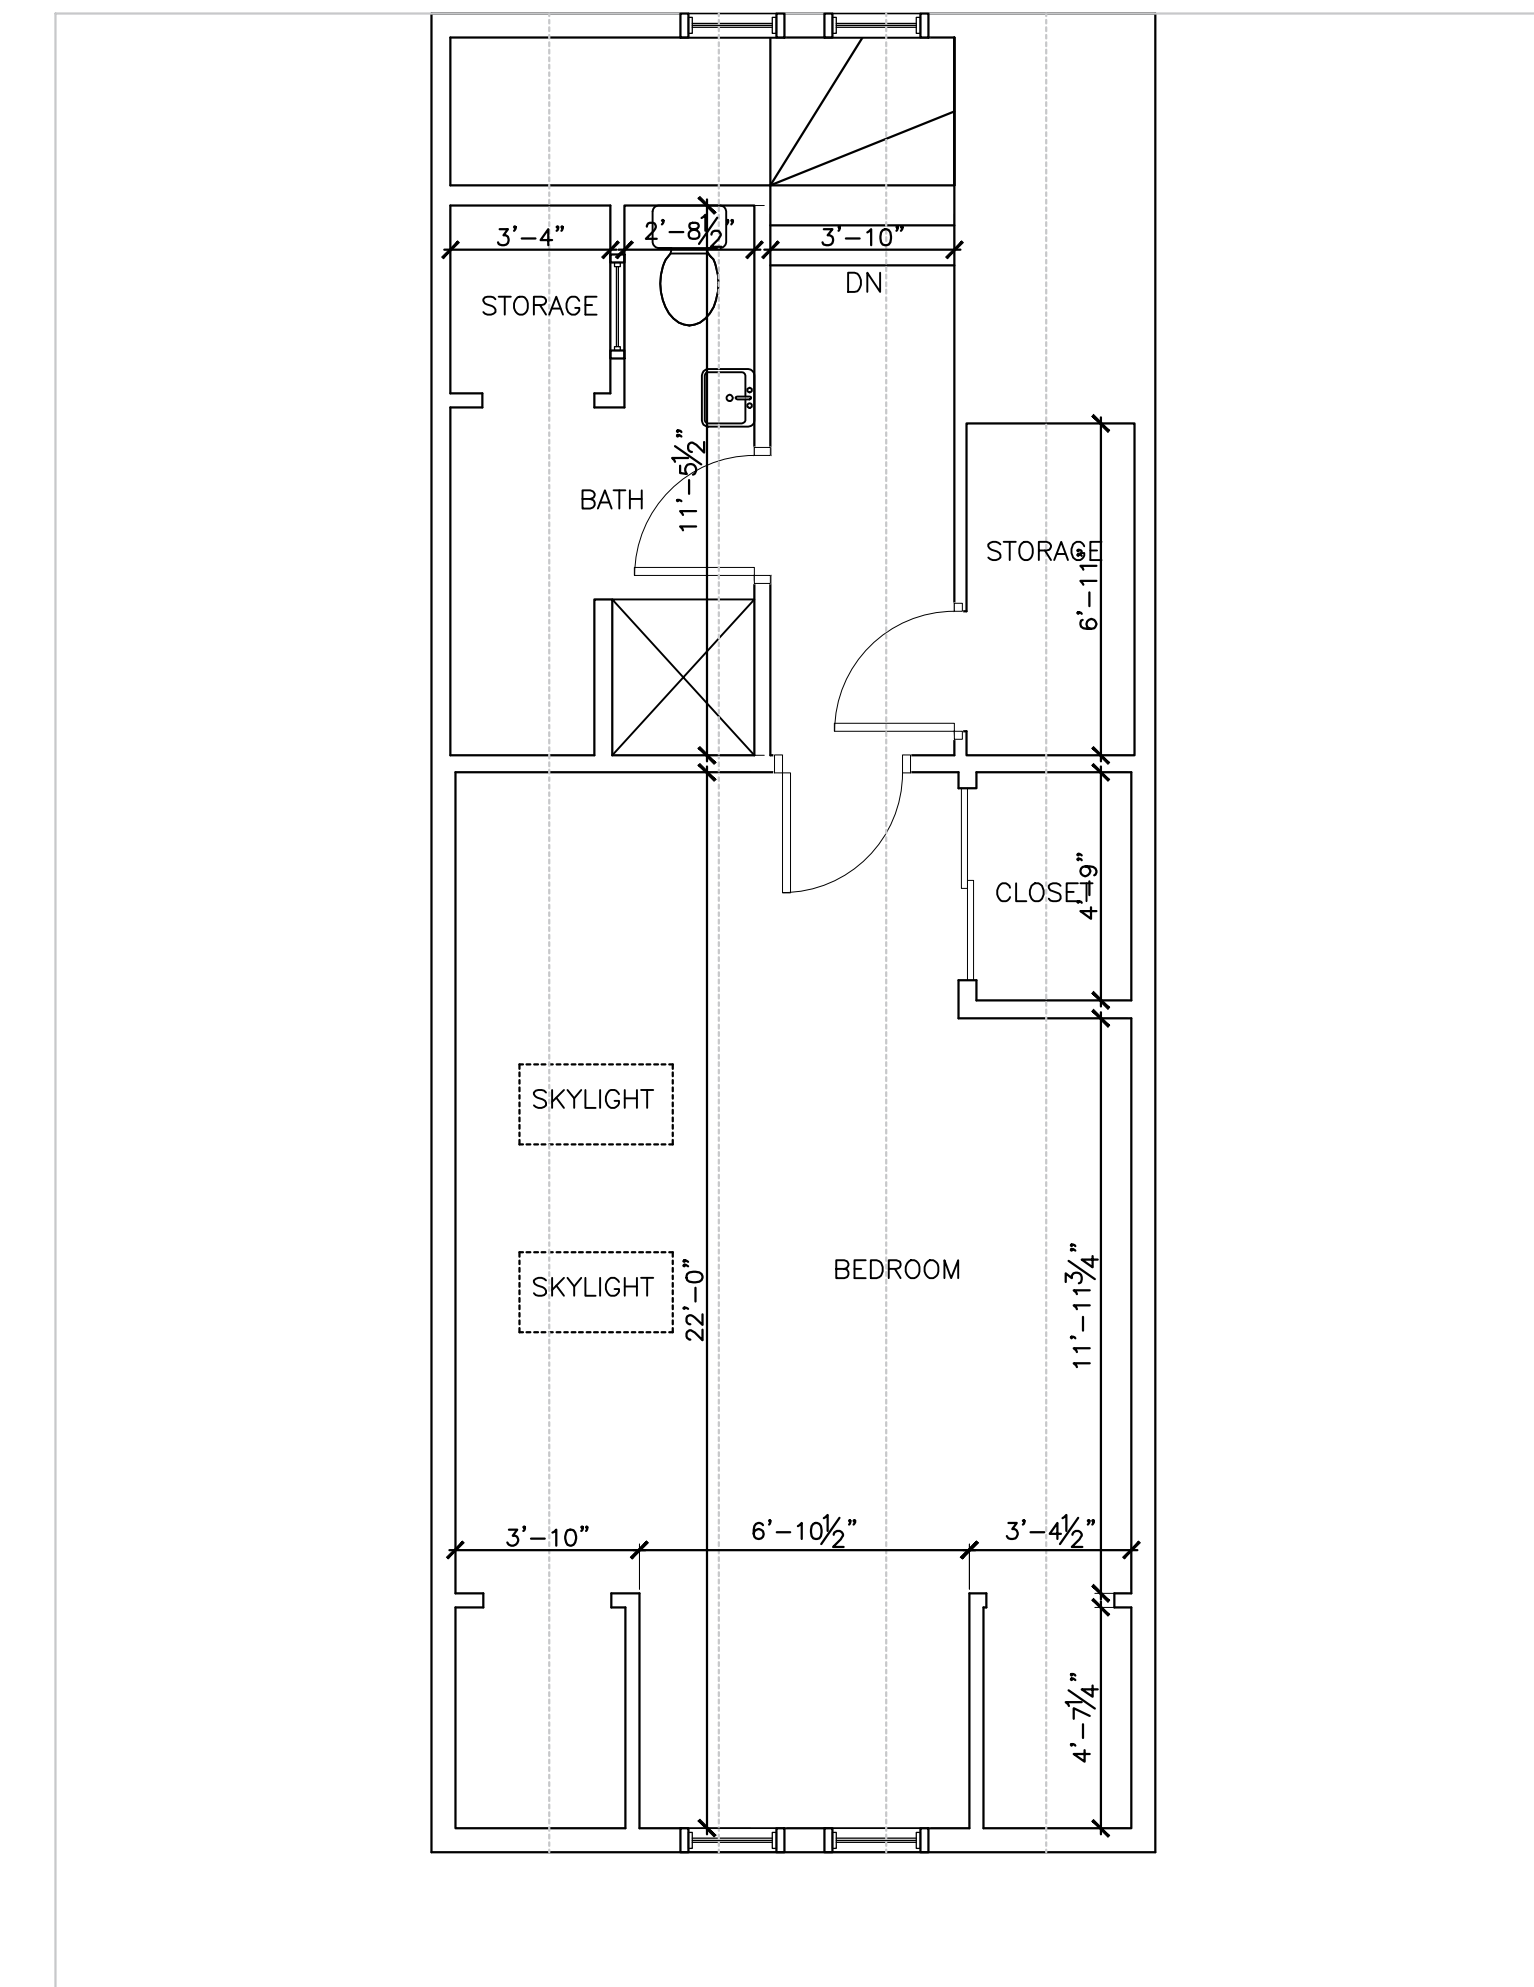 3'-4"
2'-8½"
3'-10"
DN
STORAGE
11'-5½"
BATH
STORAGE
6'-11"
CLOSET
4'-9"
SKYLIGHT
BEDROOM
SKYLIGHT
22'-0"
11'-11¾"
3'-10"
6'-10½"
3'-4½"
4'-7¼"